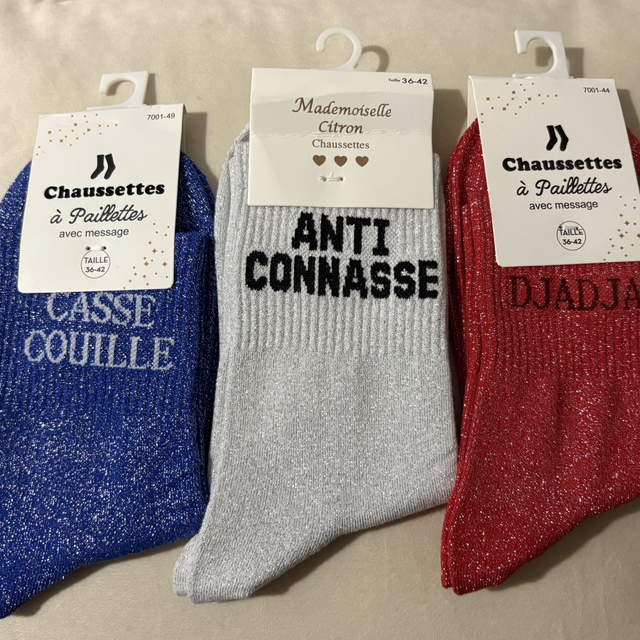 7001-49
Chaussettes
à Paillettes
avec message
TAILLE
36-42
CASSE
COUILLE
Taille 36-42
Mademoiselle
Citron
Chaussettes
ANTI
CONNASSE
7001-44
Chaussettes
à Paillettes
avec message
TAILLE
36-42
DJADJA